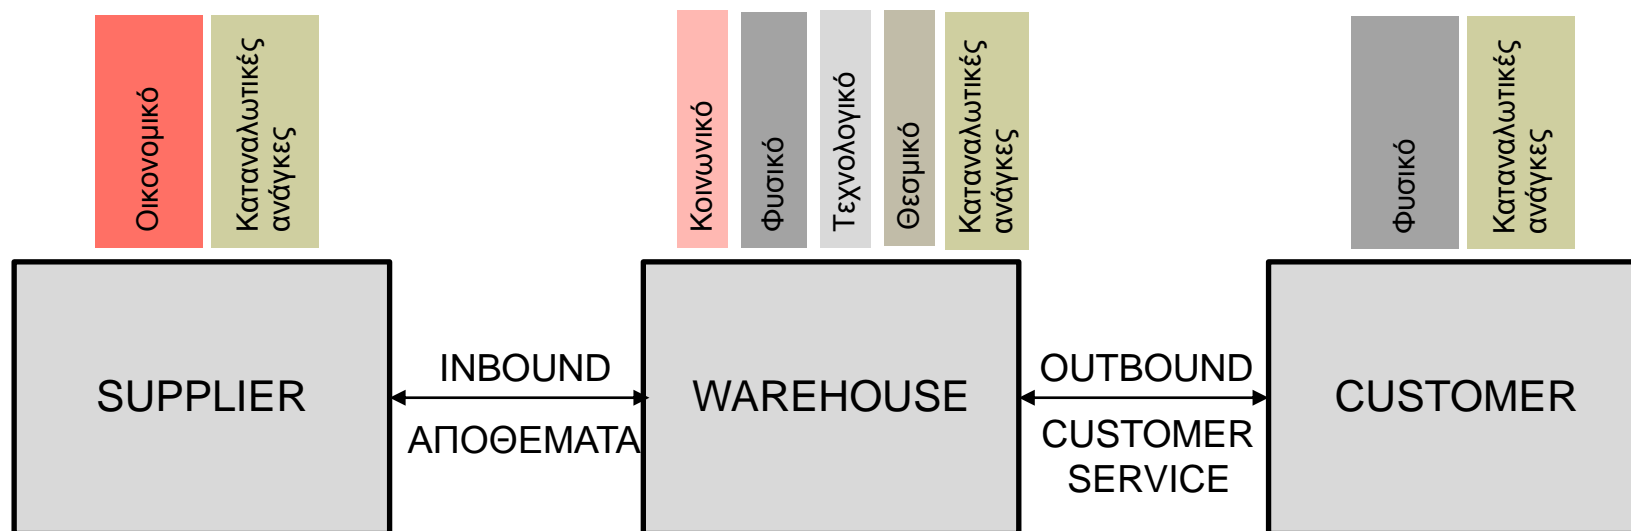 Οικονομικό
Καταναλωτικές
ανάγκες
Κοινωνικό
Φυσικό
Τεχνολογικό
Θεσμικό
Καταναλωτικές
ανάγκες
Φυσικό
Καταναλωτικές
ανάγκες
SUPPLIER
INBOUND
ΑΠΟΘΕΜΑΤΑ
WAREHOUSE
OUTBOUND
CUSTOMER
SERVICE
CUSTOMER